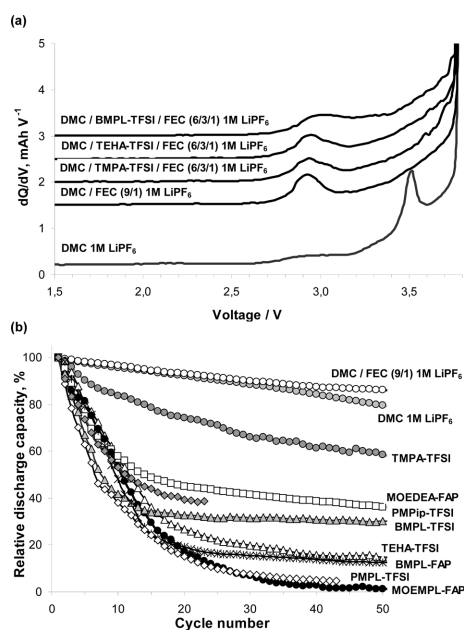 (a)
5
4
3
2
1
0
dQ/dV, mAh V⁻¹
DMC / BMPL-TFSI / FEC (6/3/1) 1M LiPF₆
DMC / TEHA-TFSI / FEC (6/3/1) 1M LiPF₆
DMC / TMPA-TFSI / FEC (6/3/1) 1M LiPF₆
DMC / FEC (9/1) 1M LiPF₆
DMC 1M LiPF₆
1,5 2,0 2,5 3,0 3,5
Voltage / V
(b)
100
80
60
40
20
0
Relative discharge capacity, %
DMC / FEC (9/1) 1M LiPF₆
DMC 1M LiPF₆
TMPA-TFSI
MOEDEA-FAP
PMPip-TFSI
BMPL-TFSI
TEHA-TFSI
BMPL-FAP
PMPL-TFSI
MOEMPL-FAP
0 10 20 30 40 50
Cycle number